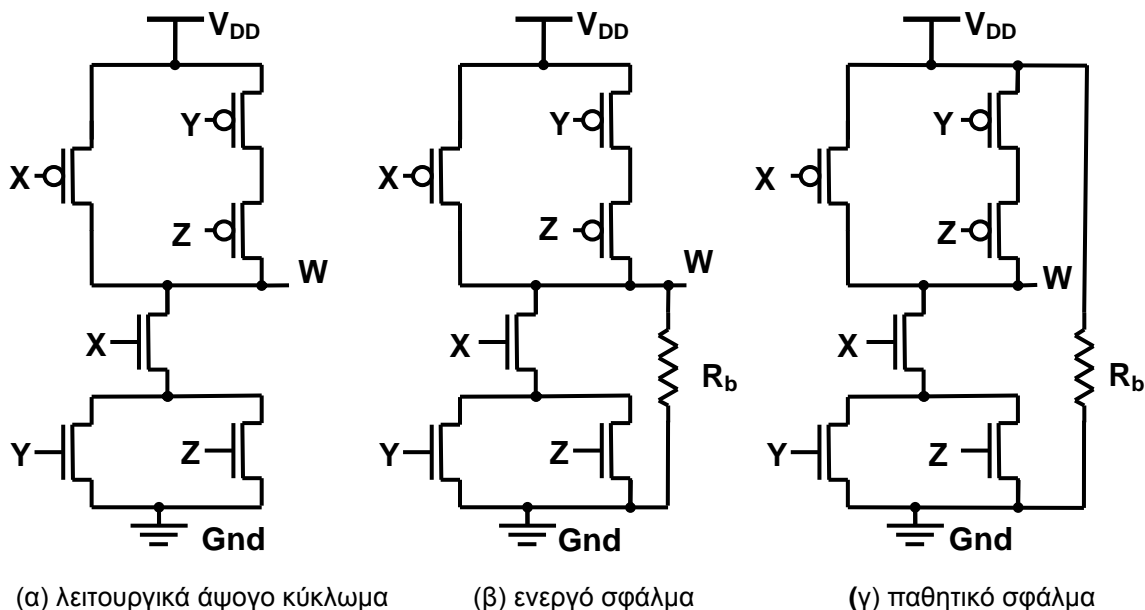 V_DD V_DD V_DD
Y Y Y
X X X
Z Z Z
W W W
X X X
R_b R_b
Y Z Y Z Y Z
Gnd Gnd Gnd
(α) λειτουργικά άψογο κύκλωμα (β) ενεργό σφάλμα (γ) παθητικό σφάλμα